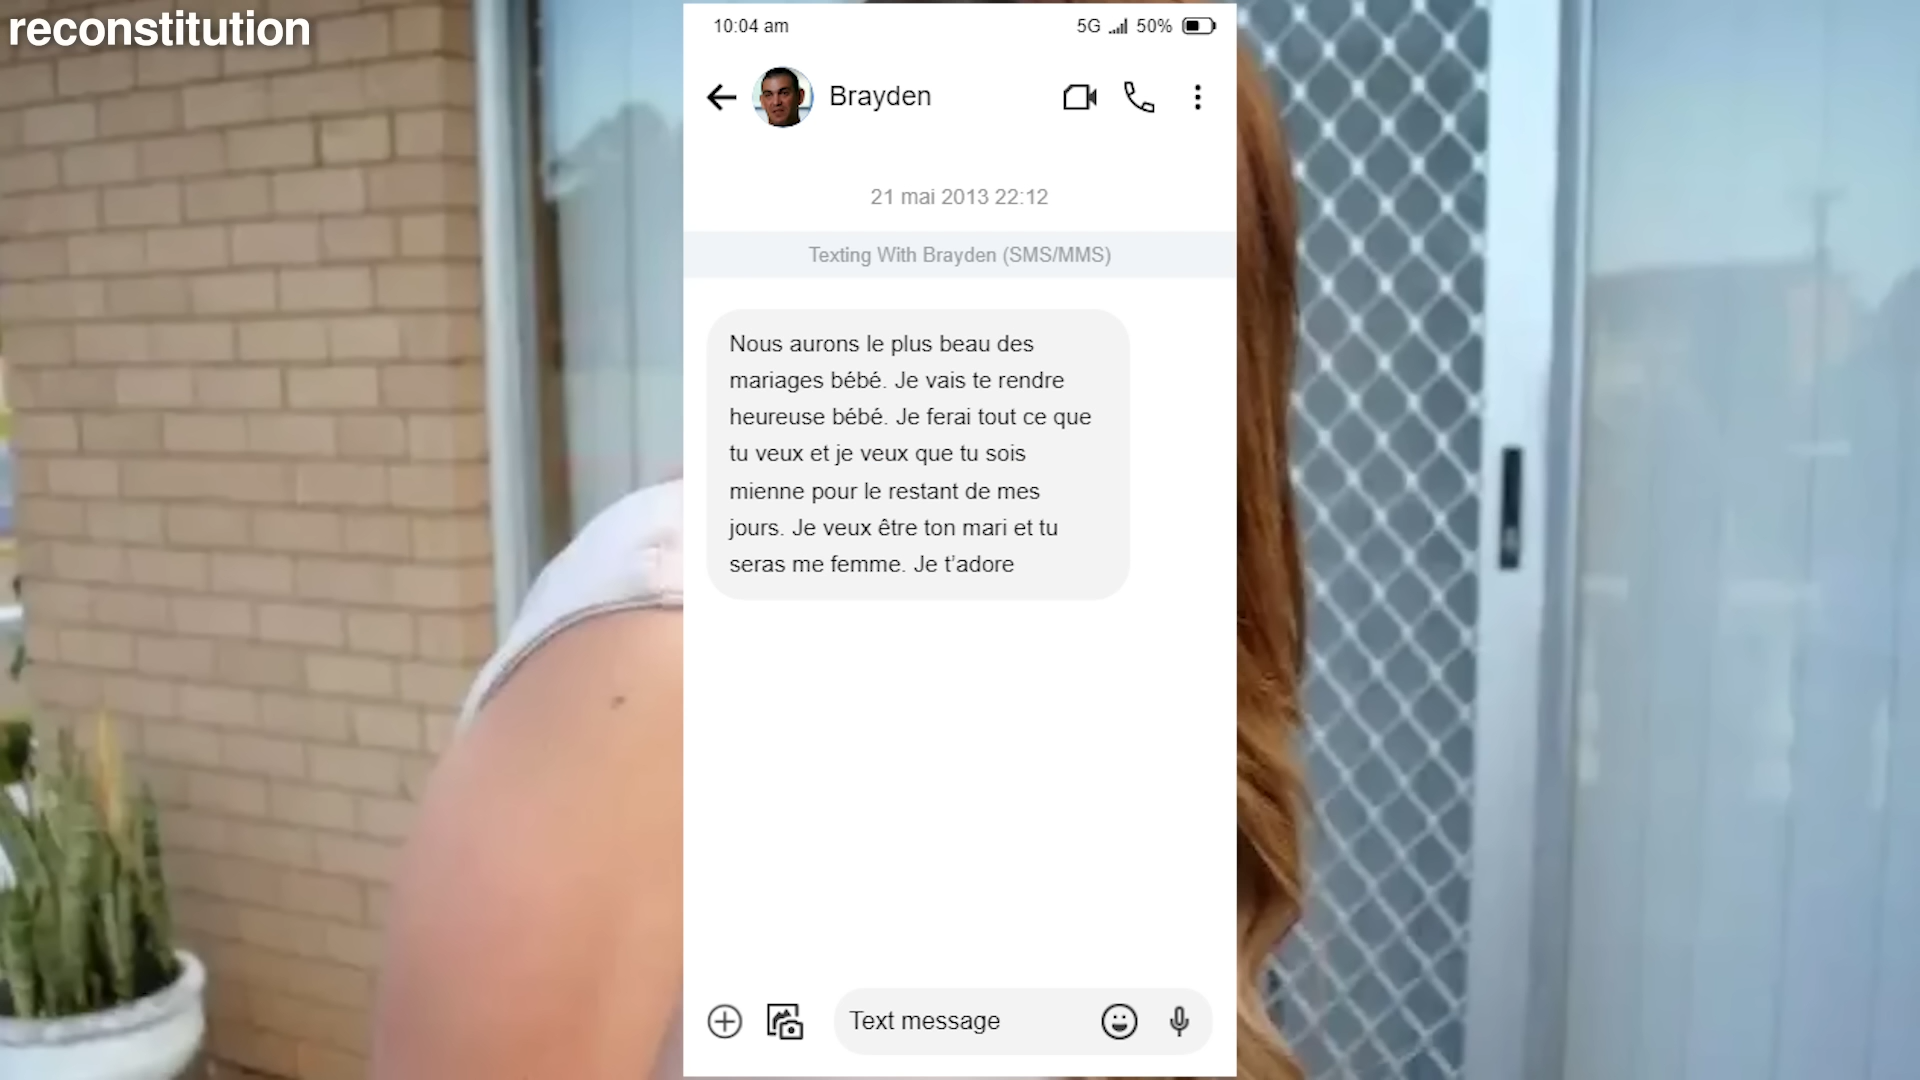 reconstitution
10:04 am 5G 50%
Brayden
21 mai 2013 22:12
Texting With Brayden (SMS/MMS)
Nous aurons le plus beau des
mariages bébé. Je vais te rendre
heureuse bébé. Je ferai tout ce que
tu veux et je veux que tu sois
mienne pour le restant de mes
jours. Je veux être ton mari et tu
seras me femme. Je t’adore
Text message